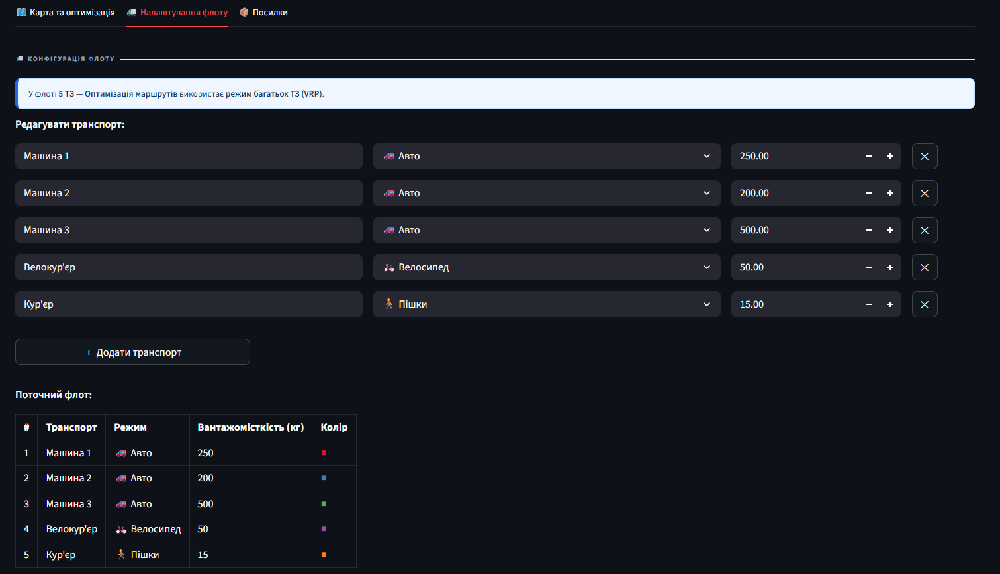 Карта та оптимізація Налаштування флоту Посилки
КОНФІГУРАЦІЯ ФЛОТУ
У флоті 5 ТЗ — Оптимізація маршрутів використає режим багатьох ТЗ (VRP).
Редагувати транспорт:
Машина 1 Авто 250.00 − +
Машина 2 Авто 200.00 − +
Машина 3 Авто 500.00 − +
Велокур'єр Велосипед 50.00 − +
Кур'єр Пішки 15.00 − +
+ Додати транспорт
Поточний флот:
# Транспорт Режим Вантажомісткість (кг) Колір
1 Машина 1 Авто 250
2 Машина 2 Авто 200
3 Машина 3 Авто 500
4 Велокур'єр Велосипед 50
5 Кур'єр Пішки 15